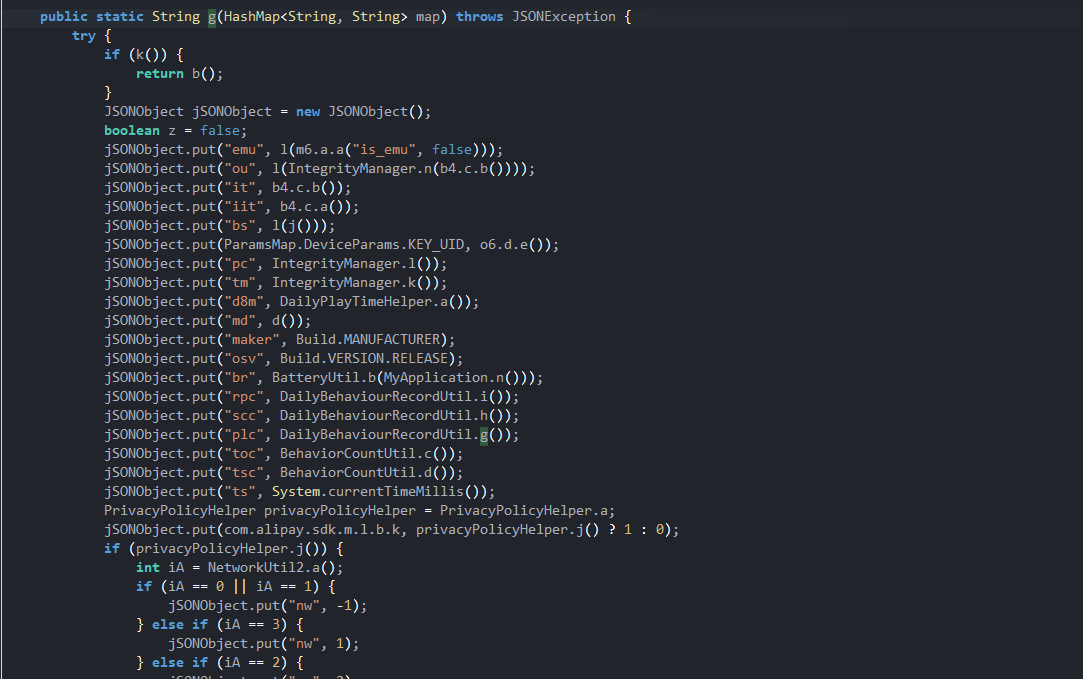 public static String g(HashMap<String, String> map) throws JSONException {
try {
if (k()) {
return b();
}
JSONObject jSONObject = new JSONObject();
boolean z = false;
jSONObject.put("emu", l(m6.a.a("is_emu", false)));
jSONObject.put("ou", l(IntegrityManager.n(b4.c.b())));
jSONObject.put("it", b4.c.b());
jSONObject.put("iit", b4.c.a());
jSONObject.put("bs", l(j()));
jSONObject.put(ParamsMap.DeviceParams.KEY_UID, o6.d.e());
jSONObject.put("pc", IntegrityManager.l());
jSONObject.put("tm", IntegrityManager.k());
jSONObject.put("d8m", DailyPlayTimeHelper.a());
jSONObject.put("md", d());
jSONObject.put("maker", Build.MANUFACTURER);
jSONObject.put("osv", Build.VERSION.RELEASE);
jSONObject.put("br", BatteryUtil.b(MyApplication.n()));
jSONObject.put("rpc", DailyBehaviourRecordUtil.i());
jSONObject.put("scc", DailyBehaviourRecordUtil.h());
jSONObject.put("plc", DailyBehaviourRecordUtil.g());
jSONObject.put("toc", BehaviorCountUtil.c());
jSONObject.put("tsc", BehaviorCountUtil.d());
jSONObject.put("ts", System.currentTimeMillis());
PrivacyPolicyHelper privacyPolicyHelper = PrivacyPolicyHelper.a;
jSONObject.put(com.alipay.sdk.m.l.b.k, privacyPolicyHelper.j() ? 1 : 0);
if (privacyPolicyHelper.j()) {
int iA = NetworkUtil2.a();
if (iA == 0 || iA == 1) {
jSONObject.put("nw", -1);
} else if (iA == 3) {
jSONObject.put("nw", 1);
} else if (iA == 2) {